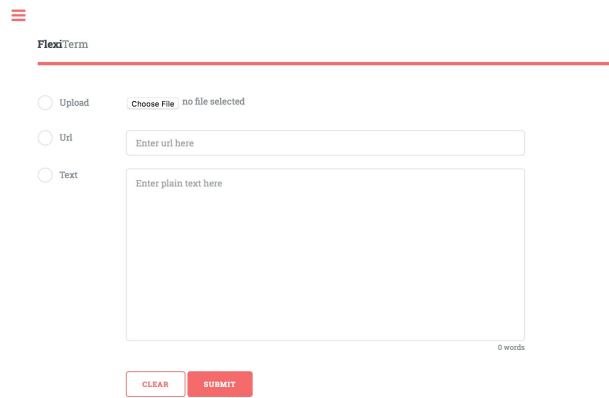 FlexiTerm
Upload Choose File no file selected
Url Enter url here
Text Enter plain text here
0 words
CLEAR SUBMIT